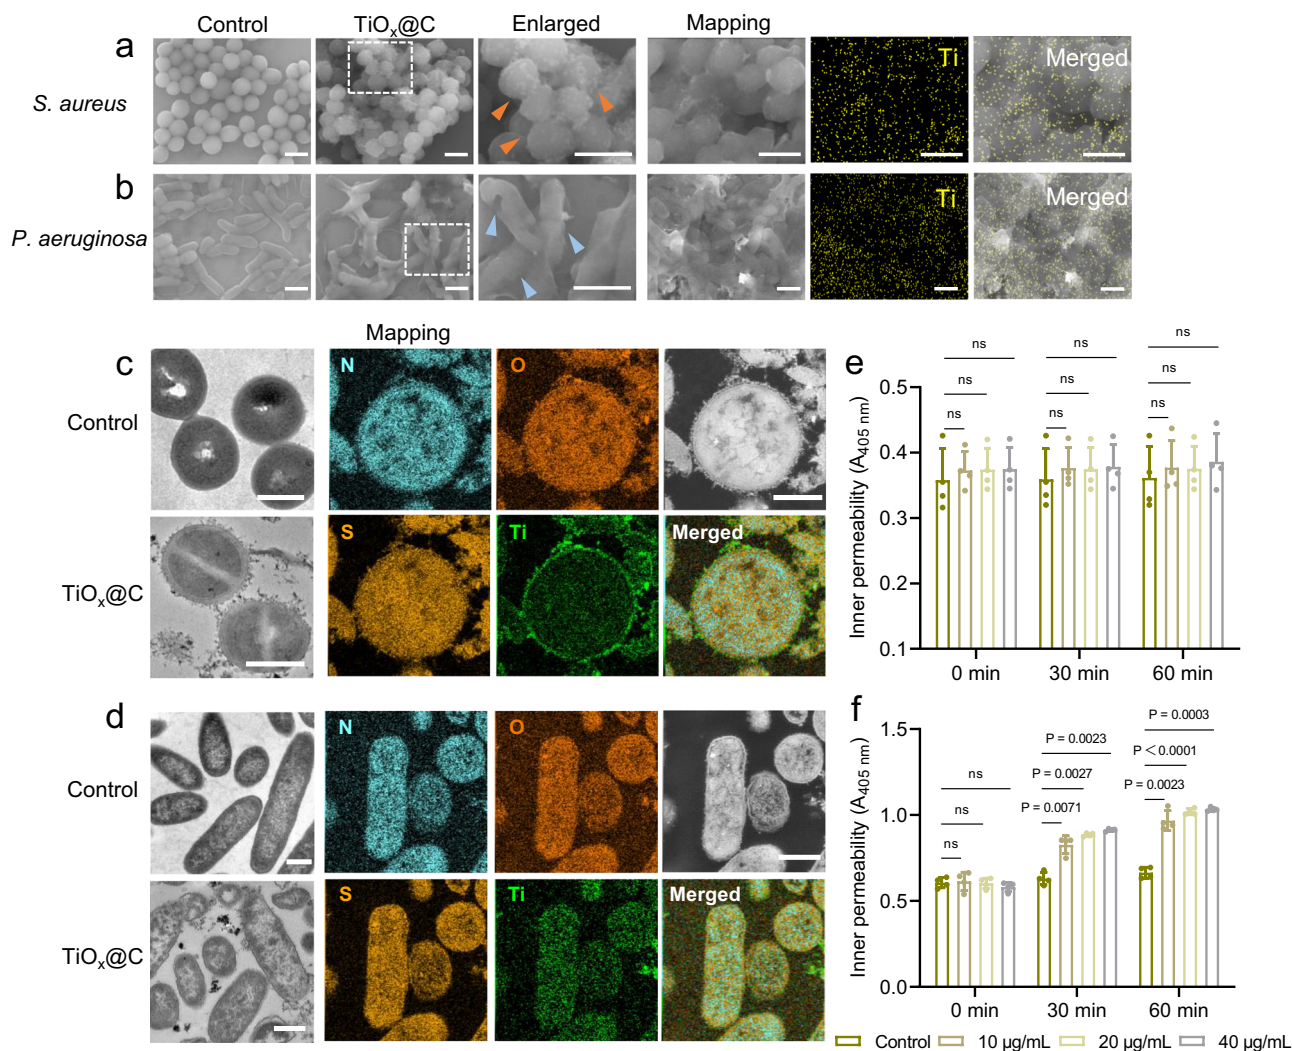 Control TiOx@C Enlarged Mapping
a
S. aureus
Ti
Merged
b
P. aeruginosa
Ti
Merged
Mapping
c
Control
N
O
TiOx@C
S
Ti
Merged
d
Control
N
O
TiOx@C
S
Ti
Merged
e
Inner permeability (A405 nm)
0.5
0.4
0.3
0.2
0.1
ns
ns
ns
ns
ns
ns
ns
ns
ns
0 min 30 min 60 min
f
Inner permeability (A405 nm)
1.5
1.0
0.5
0.0
ns
ns
ns
P = 0.0023
P = 0.0027
P = 0.0071
P = 0.0003
P < 0.0001
P = 0.0023
0 min 30 min 60 min
Control 10 μg/mL 20 μg/mL 40 μg/mL